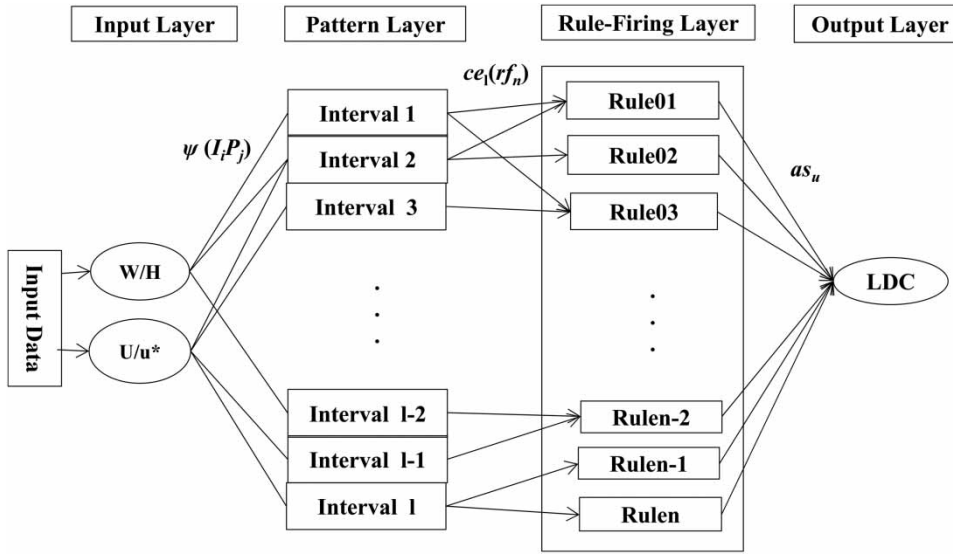 Input Layer
Pattern Layer
Rule-Firing Layer
Output Layer
ψ (IiPj)
cel(rfn)
asu
Input Data
W/H
U/u*
Interval 1
Interval 2
Interval 3
Interval l-2
Interval l-1
Interval l
Rule01
Rule02
Rule03
Rulen-2
Rulen-1
Rulen
LDC